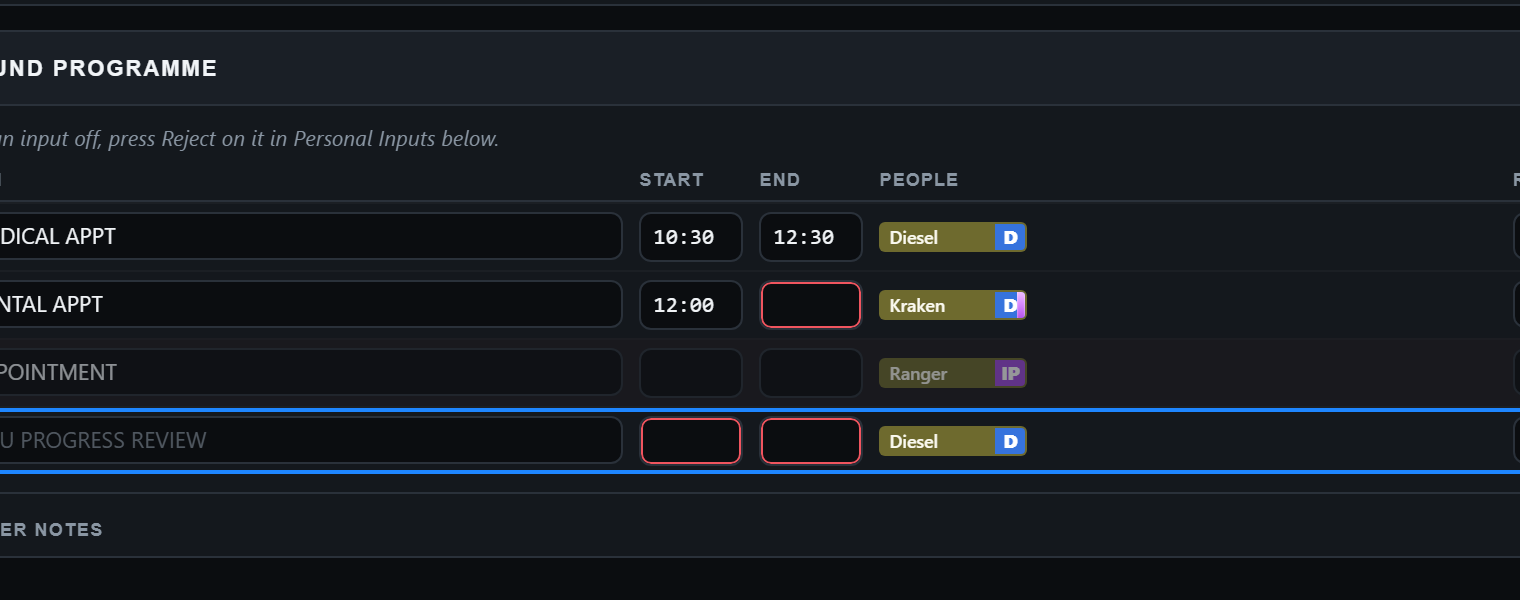 UND PROGRAMME
n input off, press Reject on it in Personal Inputs below.
START END PEOPLE
DICAL APPT 10:30 12:30 Diesel D
NTAL APPT 12:00 Kraken D
POINTMENT Ranger IP
U PROGRESS REVIEW Diesel D
ER NOTES